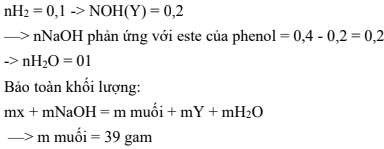 nH₂ = 0,1 -> NOH(Y) = 0,2
—> nNaOH phản ứng với este của phenol = 0,4 - 0,2 = 0,2
-> nH₂O = 01
Bảo toàn khối lượng:
mx + mNaOH = m muối + mY + mH₂O
—> m muối = 39 gam